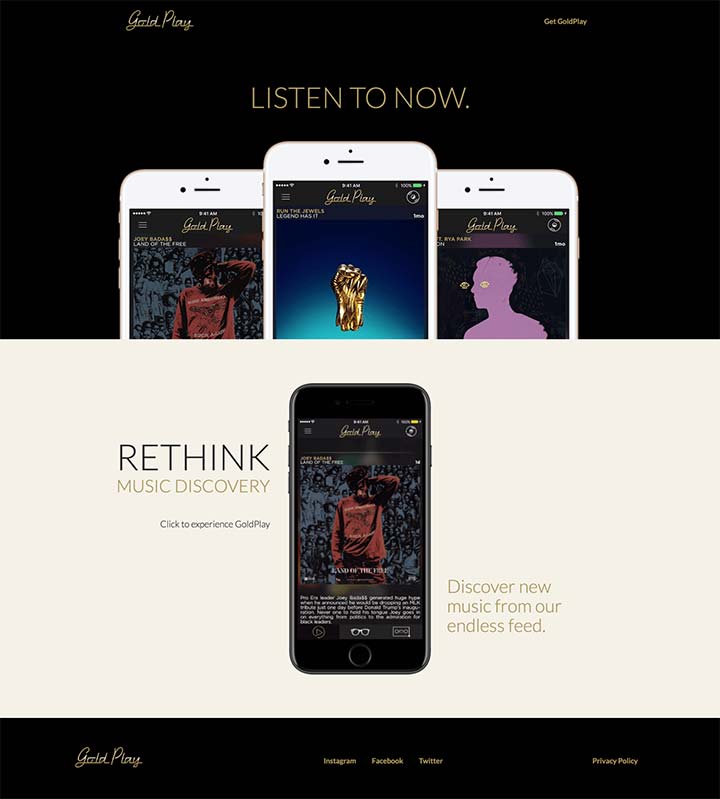 Gold Play
Get GoldPlay
LISTEN TO NOW.
9:41 AM
100%
Gold Play
RUN THE JEWELS
LEGEND HAS IT
1mo
9:41 AM
10
Gold Play
JOEY BADA$$
LAND OF THE FREE
9:41 AM
100%
Gold Play
FT. RYA PARK
ON
1mo
RETHINK
MUSIC DISCOVERY
Click to experience GoldPlay
9:41 AM
100%
Gold Play
JOEY BADA$$
LAND OF THE FREE
LAND OF THE FREE
Pro Era leader Joey Bada$$ generated huge hype
when he announced he would be dropping an MLK
tribute just one day before Donald Trump's inaugu-
ration. Never one to hold his tongue Joey goes in
on everything from politics to the admiration for
black leaders.
Discover new
music from our
endless feed.
Gold Play
Instagram
Facebook
Twitter
Privacy Policy